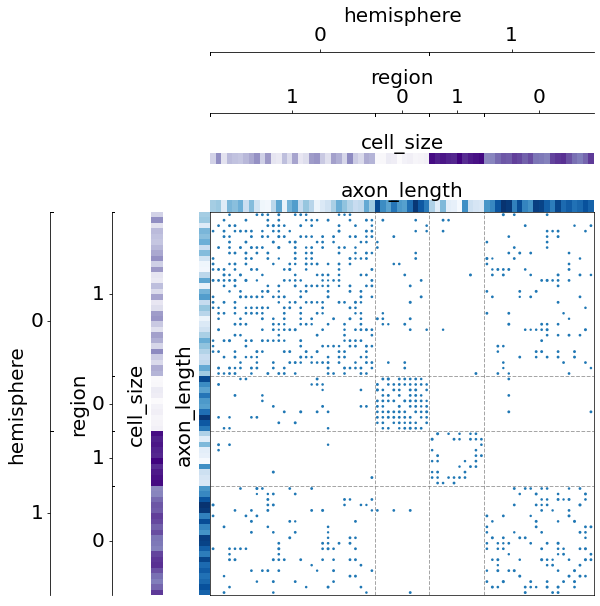 hemisphere
0 1
region
1 0 1 0
cell_size
axon_length
hemisphere
0
1
region
1
0
1
0
cell_size
axon_length